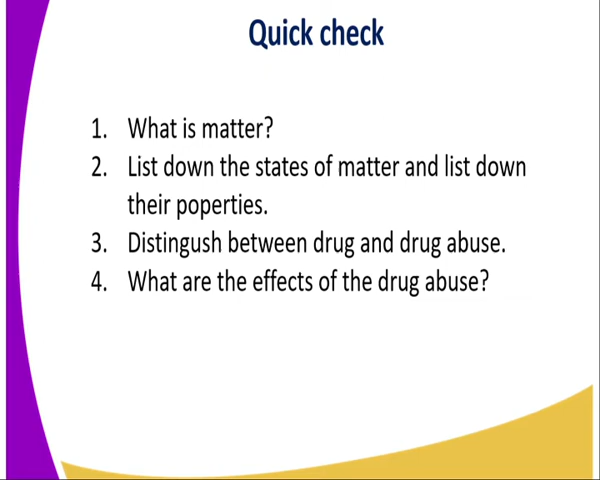 Quick check
1. What is matter?
2. List down the states of matter and list down
their poperties.
3. Distingush between drug and drug abuse.
4. What are the effects of the drug abuse?